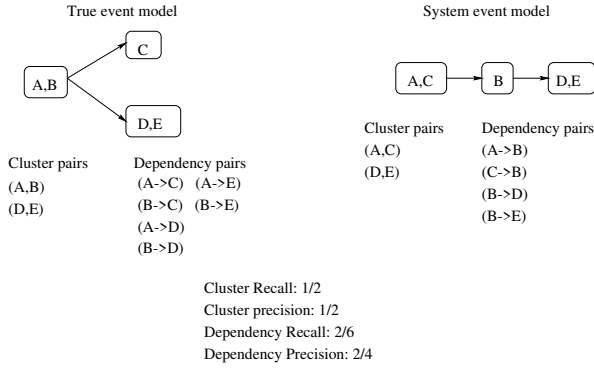 True event model
C
A,B
D,E
Cluster pairs
(A,B)
(D,E)
Dependency pairs
(A->C) (A->E)
(B->C) (B->E)
(A->D)
(B->D)
System event model
A,C
B
D,E
Cluster pairs
(A,C)
(D,E)
Dependency pairs
(A->B)
(C->B)
(B->D)
(B->E)
Cluster Recall: 1/2
Cluster precision: 1/2
Dependency Recall: 2/6
Dependency Precision: 2/4